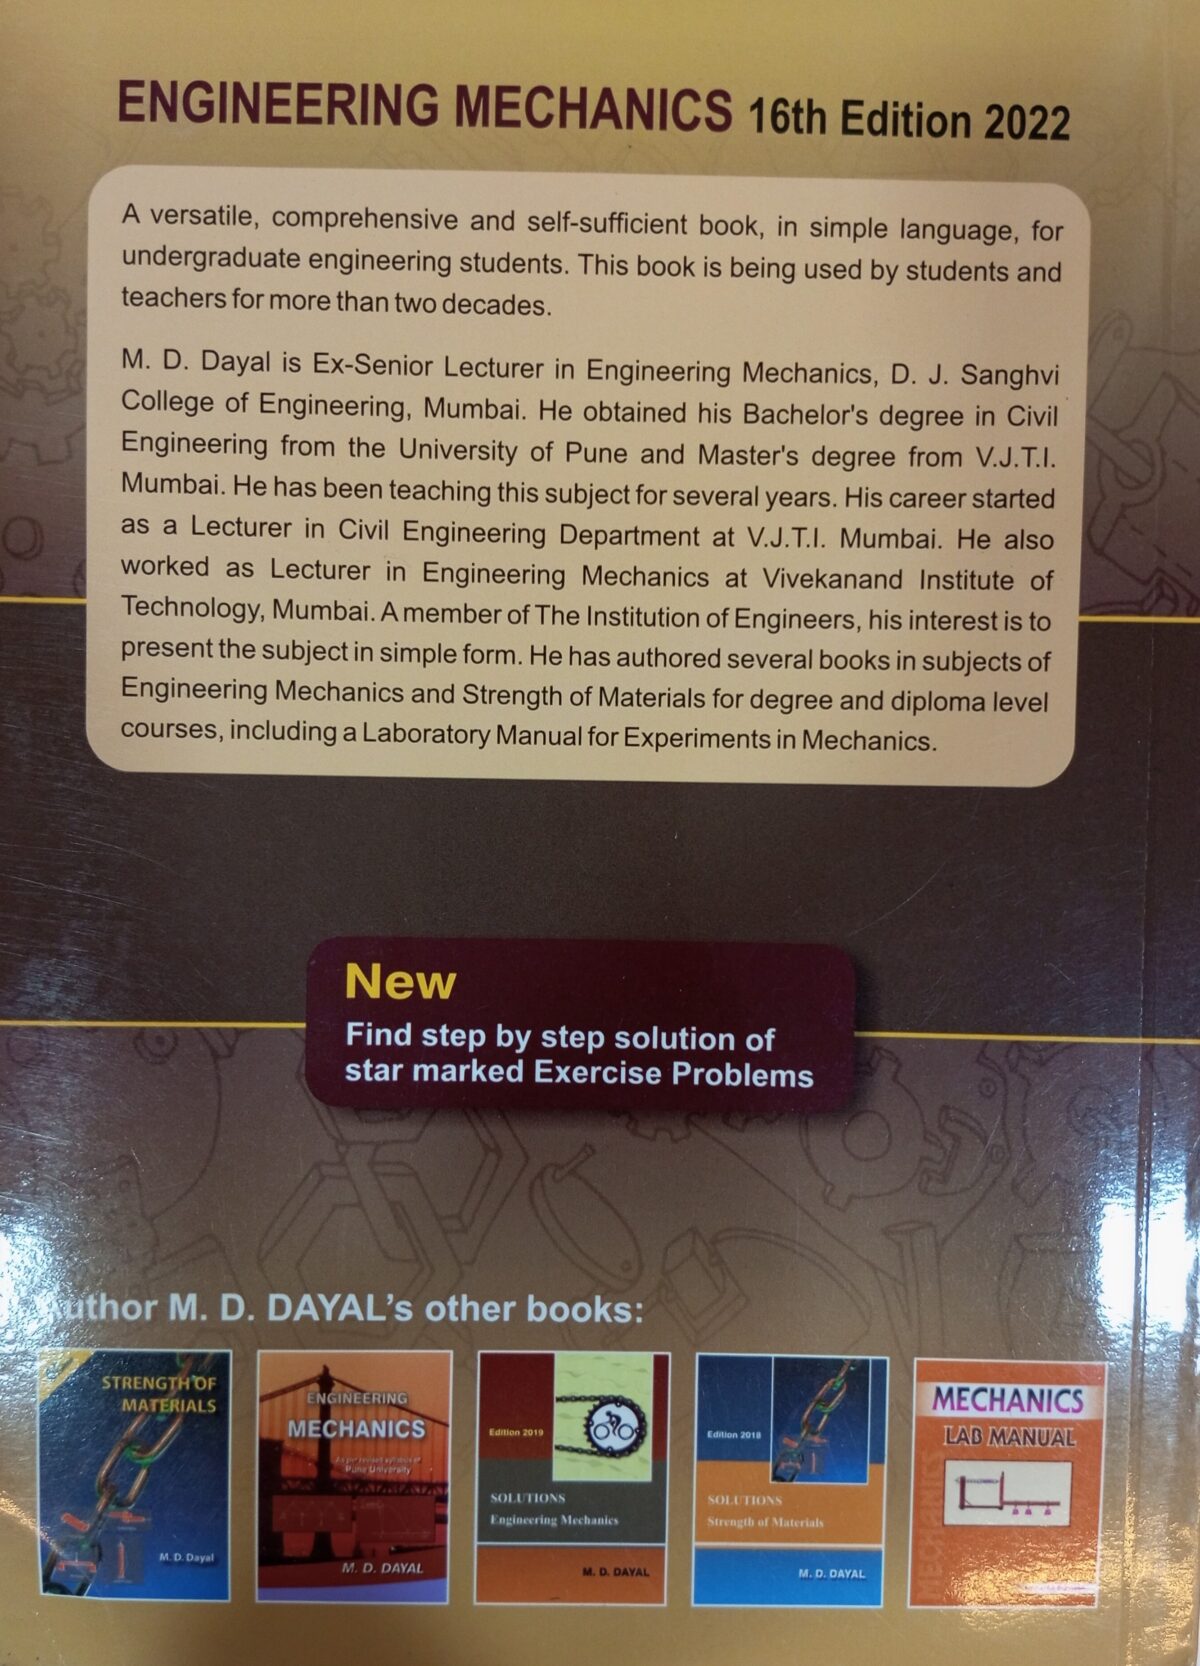 ENGINEERING MECHANICS 16th Edition 2022
A versatile, comprehensive and self-sufficient book, in simple language, for
undergraduate engineering students. This book is being used by students and
teachers for more than two decades.
M. D. Dayal is Ex-Senior Lecturer in Engineering Mechanics, D. J. Sanghvi
College of Engineering, Mumbai. He obtained his Bachelor's degree in Civil
Engineering from the University of Pune and Master's degree from V.J.T.I.
Mumbai. He has been teaching this subject for several years. His career started
as a Lecturer in Civil Engineering Department at V.J.T.I. Mumbai. He also
worked as Lecturer in Engineering Mechanics at Vivekanand Institute of
Technology, Mumbai. A member of The Institution of Engineers, his interest is to
present the subject in simple form. He has authored several books in subjects of
Engineering Mechanics and Strength of Materials for degree and diploma level
courses, including a Laboratory Manual for Experiments in Mechanics.
New
Find step by step solution of
star marked Exercise Problems
Author M. D. DAYAL's other books:
STRENGTH OF
MATERIALS
M. D. Dayal
ENGINEERING
MECHANICS
As per revised syllabus of
Pune University
M. D. DAYAL
Edition 2019
SOLUTIONS
Engineering Mechanics
M. D. DAYAL
Edition 2018
SOLUTIONS
Strength of Materials
M. D. DAYAL
MECHANICS
LAB MANUAL
MECHANICS